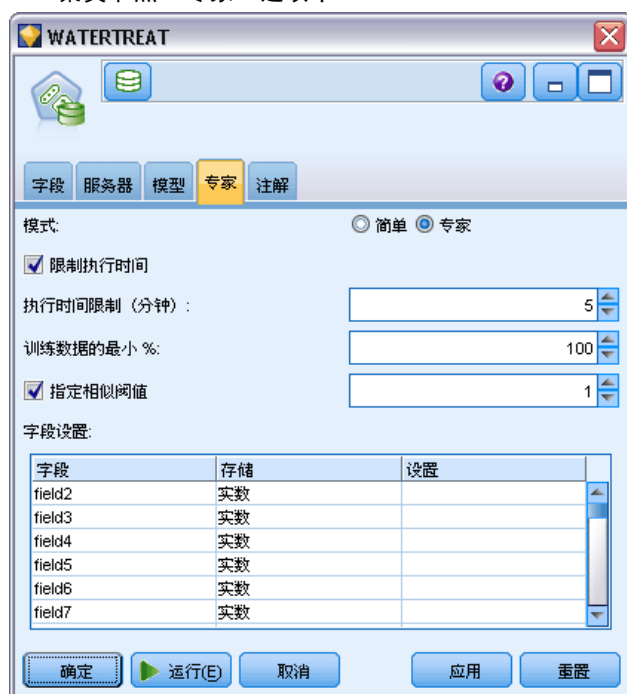 WATERTREAT
字段 服务器 模型 专家 注解
模式: 简单 专家
限制执行时间
执行时间限制（分钟）: 5
训练数据的最小 %: 100
指定相似阈值 1
字段设置:
字段 存储 设置
field2 实数
field3 实数
field4 实数
field5 实数
field6 实数
field7 实数
确定 运行(E) 取消 应用 重置